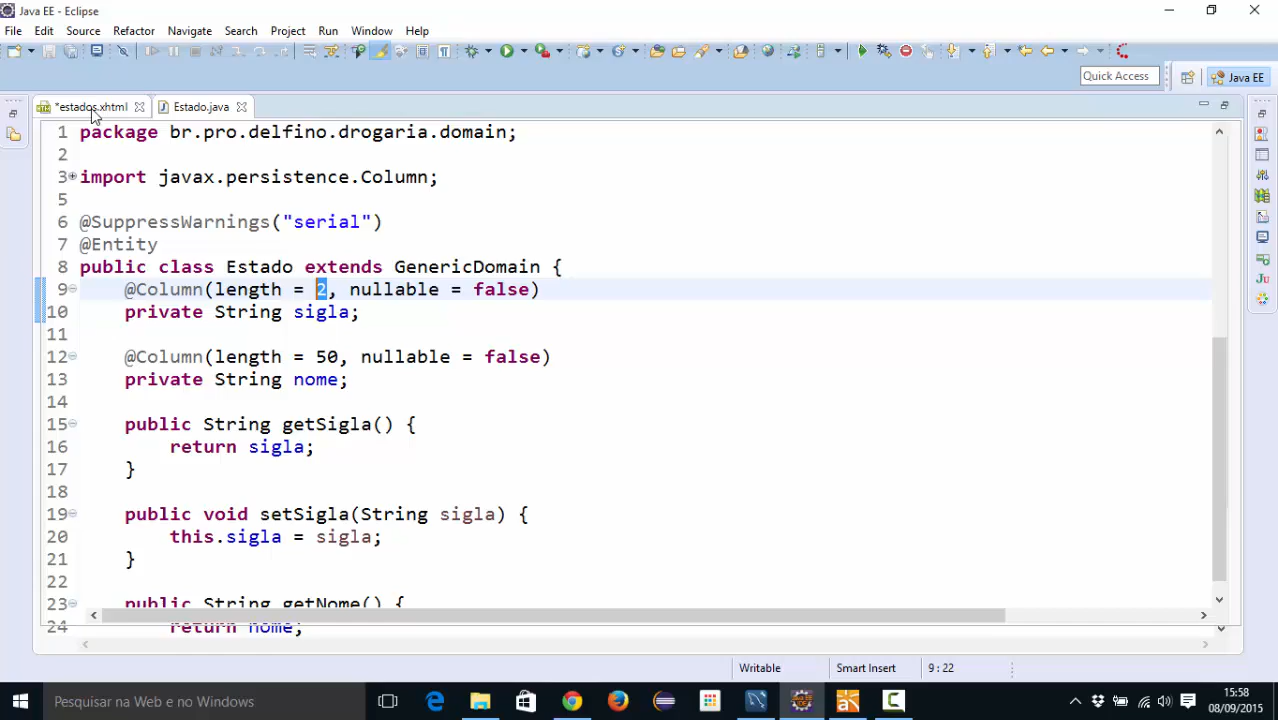 Java EE - Eclipse
File Edit Source Refactor Navigate Search Project Run Window Help
Quick Access
Java EE
*estados.xhtml
Estado.java
1 package br.pro.delfino.drogaria.domain;
2
3 import javax.persistence.Column;
5
6 @SuppressWarnings("serial")
7 @Entity
8 public class Estado extends GenericDomain {
9 @Column(length = 2, nullable = false)
10 private String sigla;
11
12 @Column(length = 50, nullable = false)
13 private String nome;
14
15 public String getSigla() {
16 return sigla;
17 }
18
19 public void setSigla(String sigla) {
20 this.sigla = sigla;
21 }
22
23 public String getNome() {
24 return nome;
Writable Smart Insert 9 : 22
Pesquisar na Web e no Windows
15:58
08/09/2015